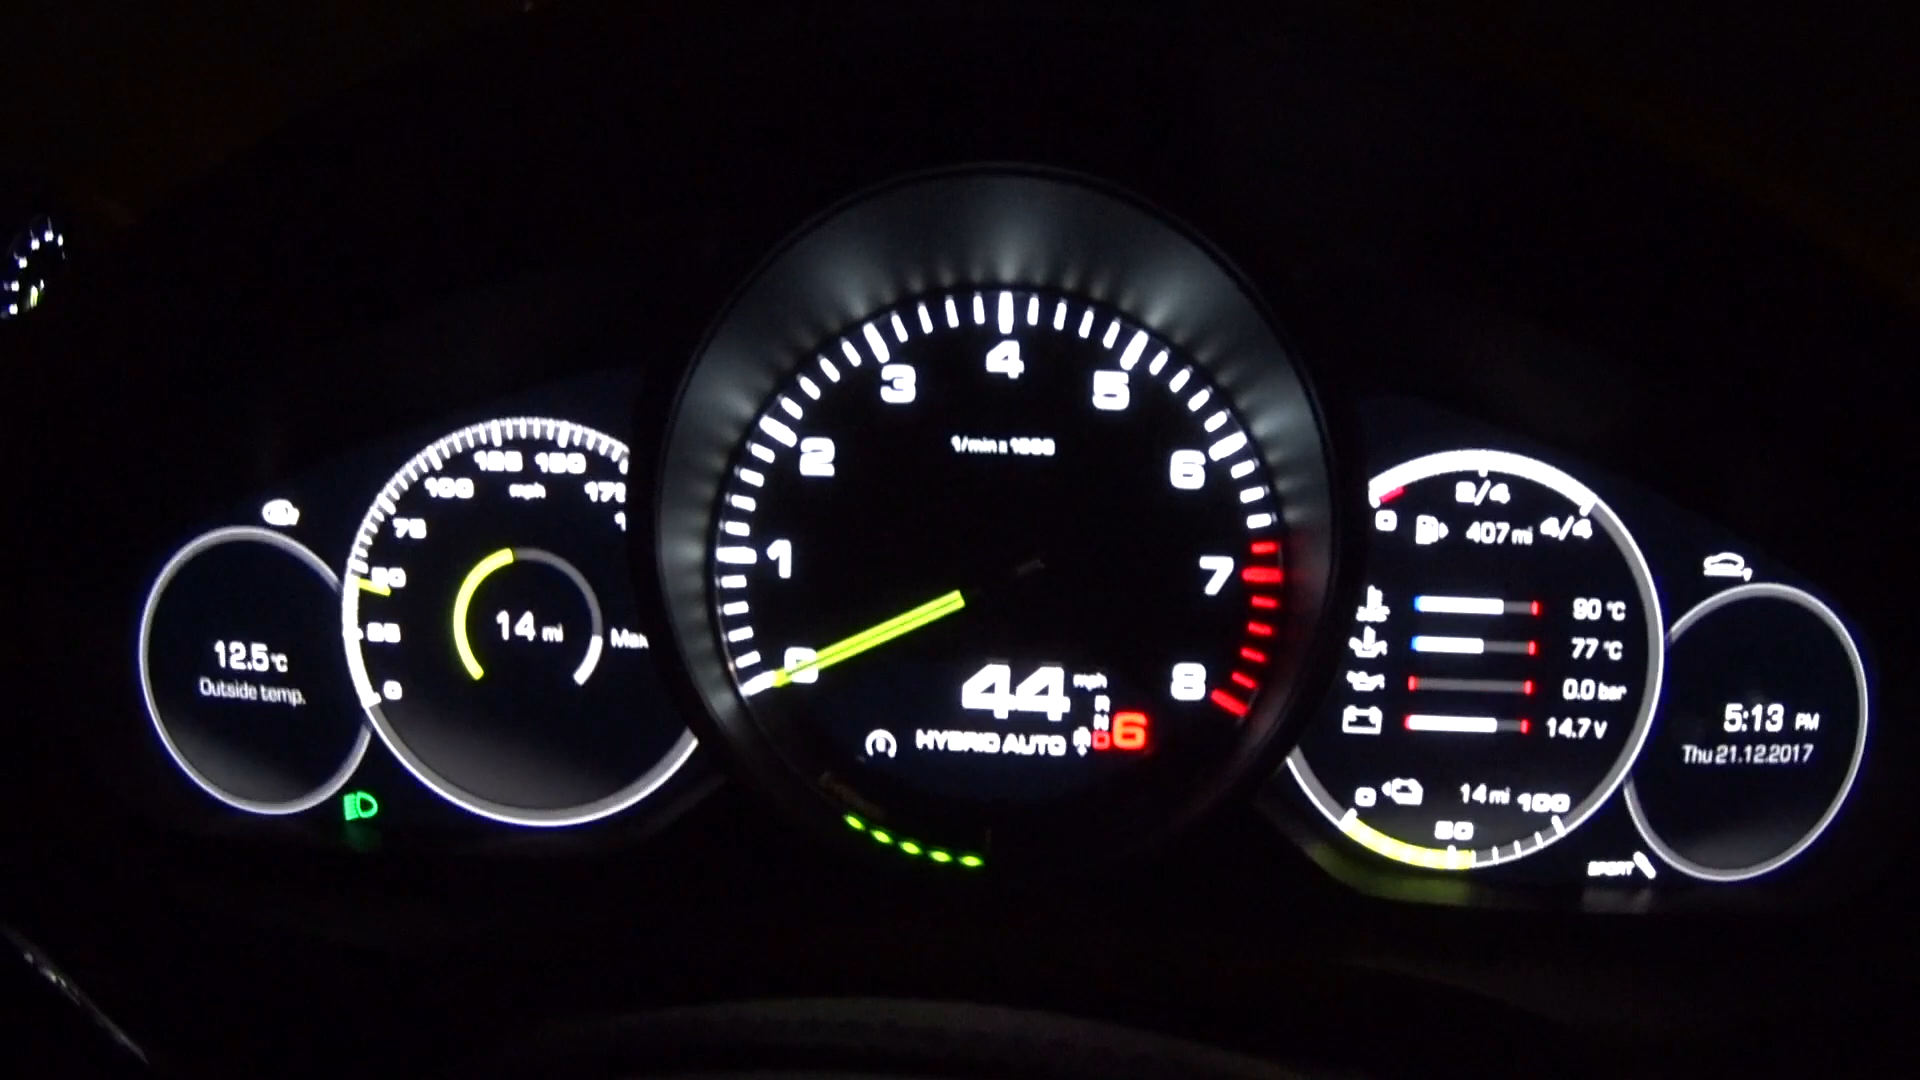 12.5°C
Outside temp.
0
25
50
75
100
125
150
175
mph
14 mi
Max
0
1
2
3
4
5
6
7
8
1/min x 1000
44 mph
R
N
D 6
HYBRID AUTO
0
2/4
4/4
407 mi
90 °C
77 °C
0.0 bar
14.7 V
14 mi
0
50
100
SPORT
5:13 PM
Thu 21.12.2017